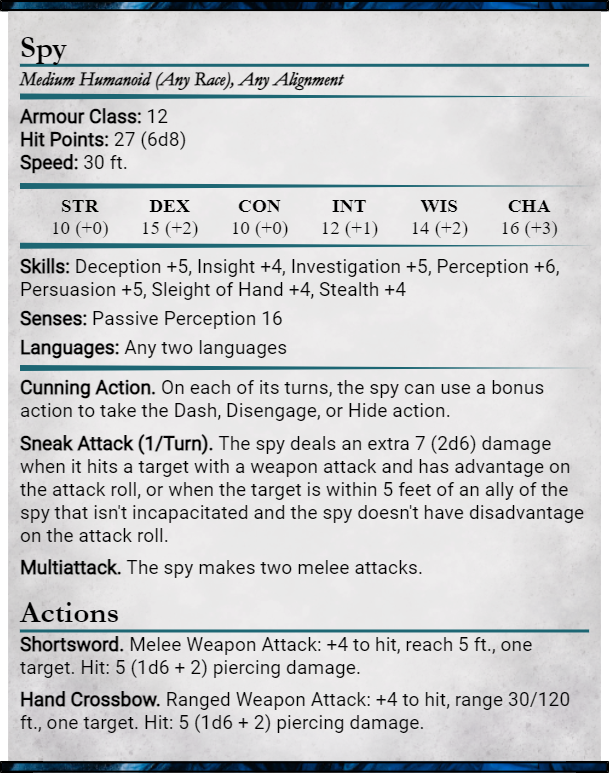 Spy
Medium Humanoid (Any Race), Any Alignment
Armour Class: 12
Hit Points: 27 (6d8)
Speed: 30 ft.
STR DEX CON INT WIS CHA
10 (+0) 15 (+2) 10 (+0) 12 (+1) 14 (+2) 16 (+3)
Skills: Deception +5, Insight +4, Investigation +5, Perception +6,
Persuasion +5, Sleight of Hand +4, Stealth +4
Senses: Passive Perception 16
Languages: Any two languages
Cunning Action. On each of its turns, the spy can use a bonus
action to take the Dash, Disengage, or Hide action.
Sneak Attack (1/Turn). The spy deals an extra 7 (2d6) damage
when it hits a target with a weapon attack and has advantage on
the attack roll, or when the target is within 5 feet of an ally of the
spy that isn't incapacitated and the spy doesn't have disadvantage
on the attack roll.
Multiattack. The spy makes two melee attacks.
Actions
Shortsword. Melee Weapon Attack: +4 to hit, reach 5 ft., one
target. Hit: 5 (1d6 + 2) piercing damage.
Hand Crossbow. Ranged Weapon Attack: +4 to hit, range 30/120
ft., one target. Hit: 5 (1d6 + 2) piercing damage.